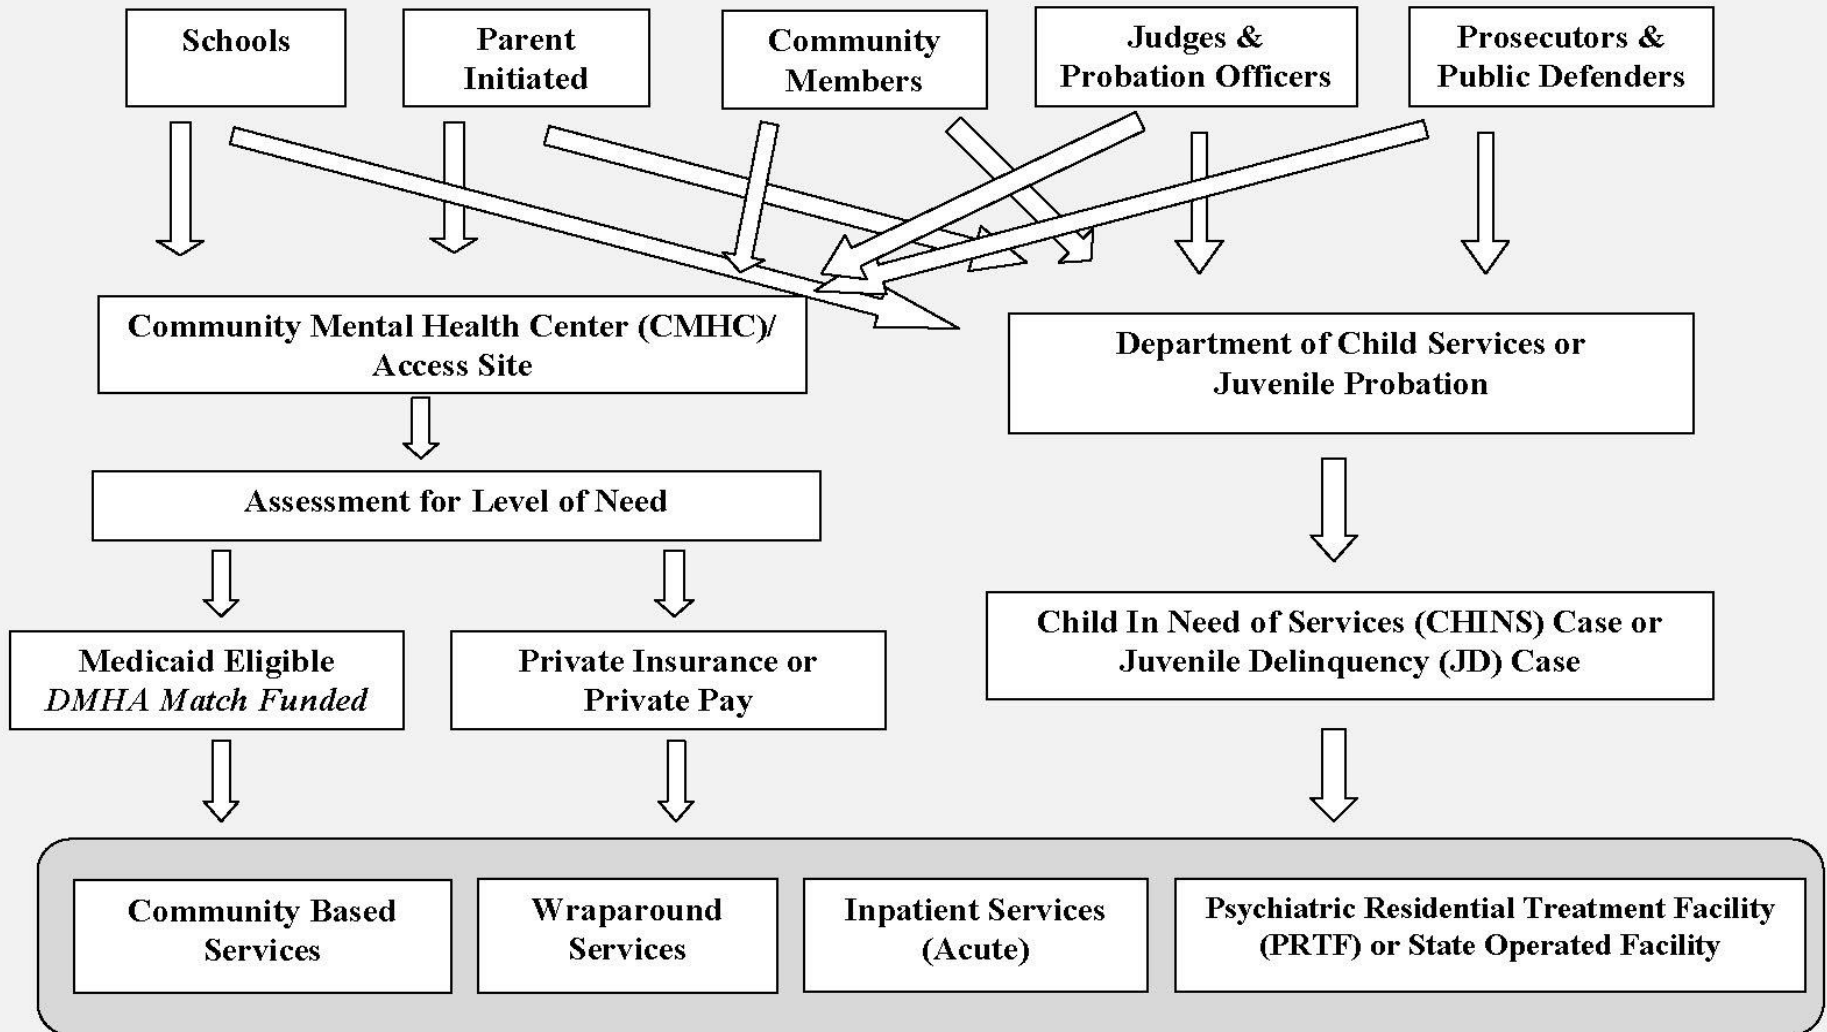 Schools
Parent
Initiated
Community
Members
Judges &
Probation Officers
Prosecutors &
Public Defenders
Community Mental Health Center (CMHC)/
Access Site
Department of Child Services or
Juvenile Probation
Assessment for Level of Need
Medicaid Eligible
DMHA Match Funded
Private Insurance or
Private Pay
Child In Need of Services (CHINS) Case or
Juvenile Delinquency (JD) Case
Community Based
Services
Wraparound
Services
Inpatient Services
(Acute)
Psychiatric Residential Treatment Facility
(PRTF) or State Operated Facility